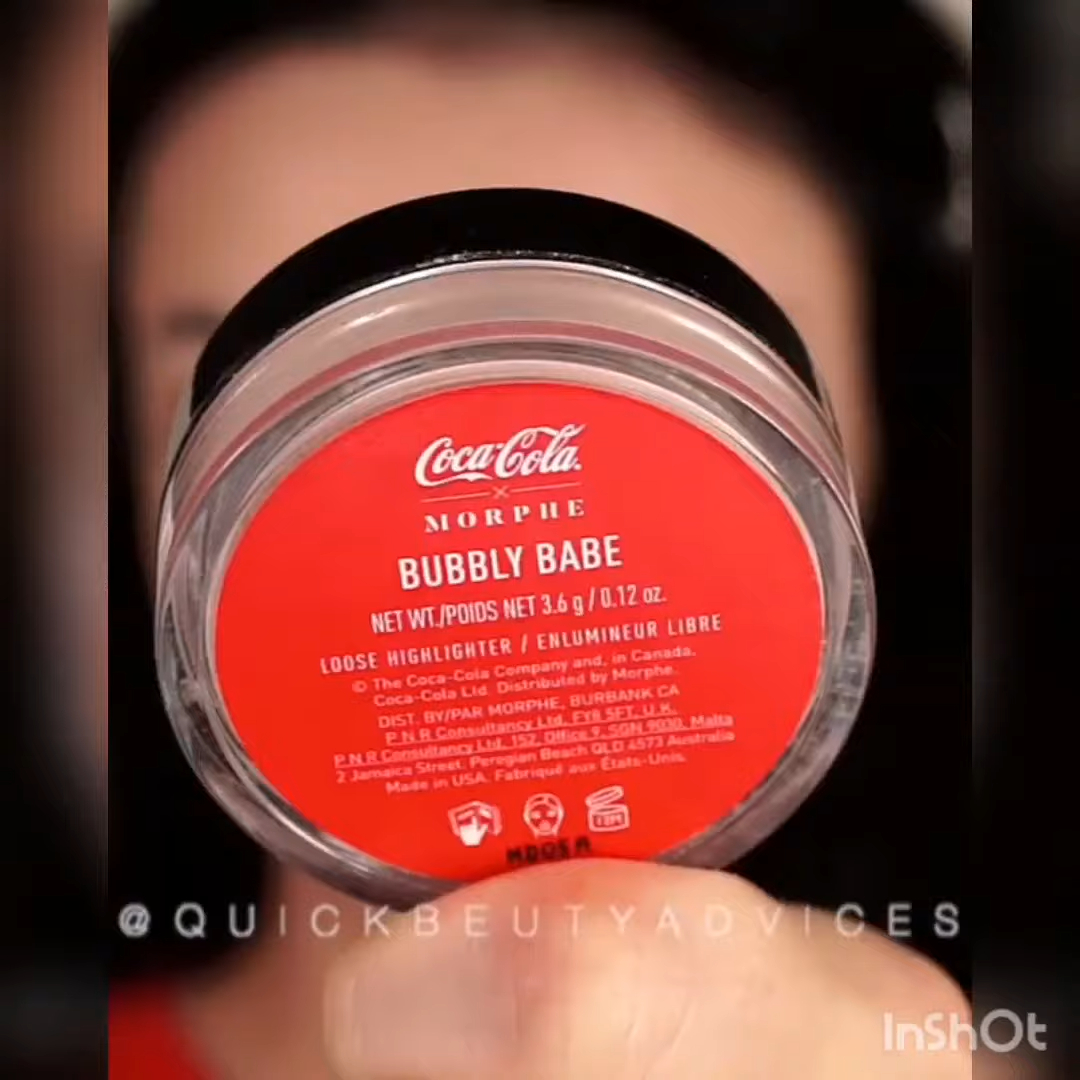 Coca-Cola
×
MORPHE
BUBBLY BABE
NET WT./POIDS NET 3.6 g / 0.12 oz.
LOOSE HIGHLIGHTER / ENLUMINEUR LIBRE
© The Coca-Cola Company and, in Canada,
Coca-Cola Ltd. Distributed by Morphe.
DIST. BY/PAR MORPHE, BURBANK CA
P N R Consultancy Ltd, FY8 5FT, U.K.
P N R Consultancy Ltd, 152, Office 9, SGN 9030, Malta
2 Jamaica Street, Peregian Beach QLD 4573 Australia
Made in USA. Fabriqué aux États-Unis.
@QUICKBEUTYADVICES
InShOt